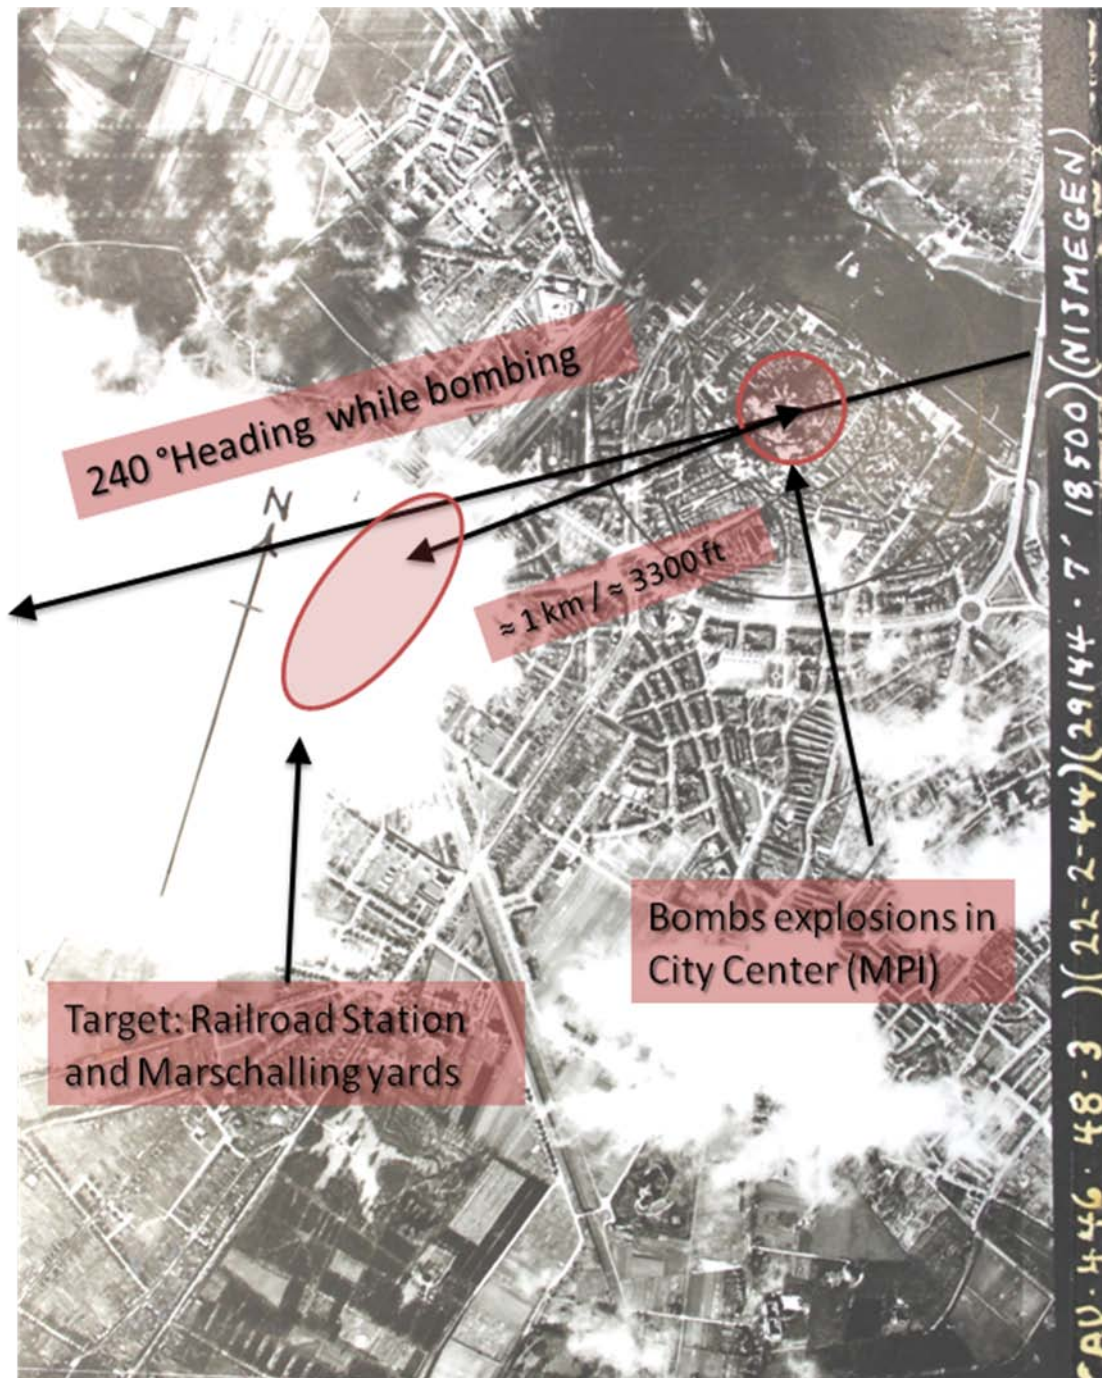 240 °Heading while bombing
N
≈ 1 km / ≈ 3300 ft
Bombs explosions in
City Center (MPI)
Target: Railroad Station
and Marschalling yards
SAV. 446 . 48 . 3 )(22-2-44)(29144 . 7" 18500)(NIJMEGEN)